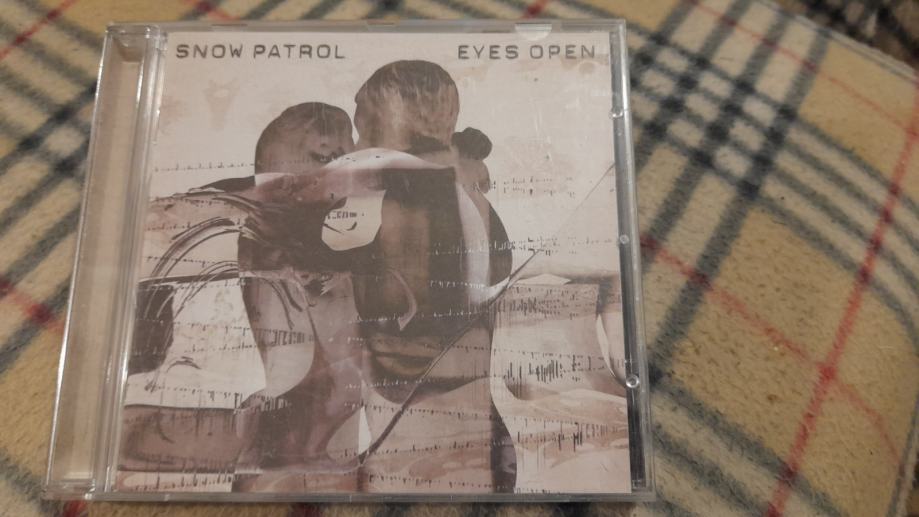 SNOW PATROL
EYES OPEN